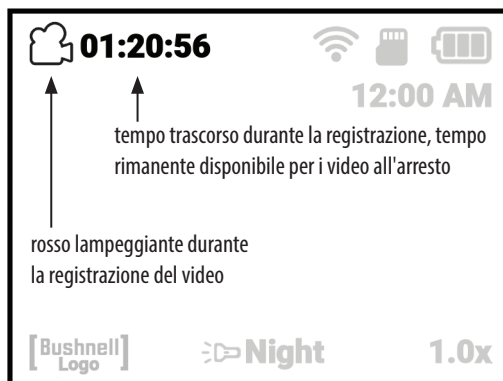 01:20:56
12:00 AM
tempo trascorso durante la registrazione, tempo
rimanente disponibile per i video all'arresto
rosso lampeggiante durante
la registrazione del video
[Bushnell]
Logo
Night
1.0x